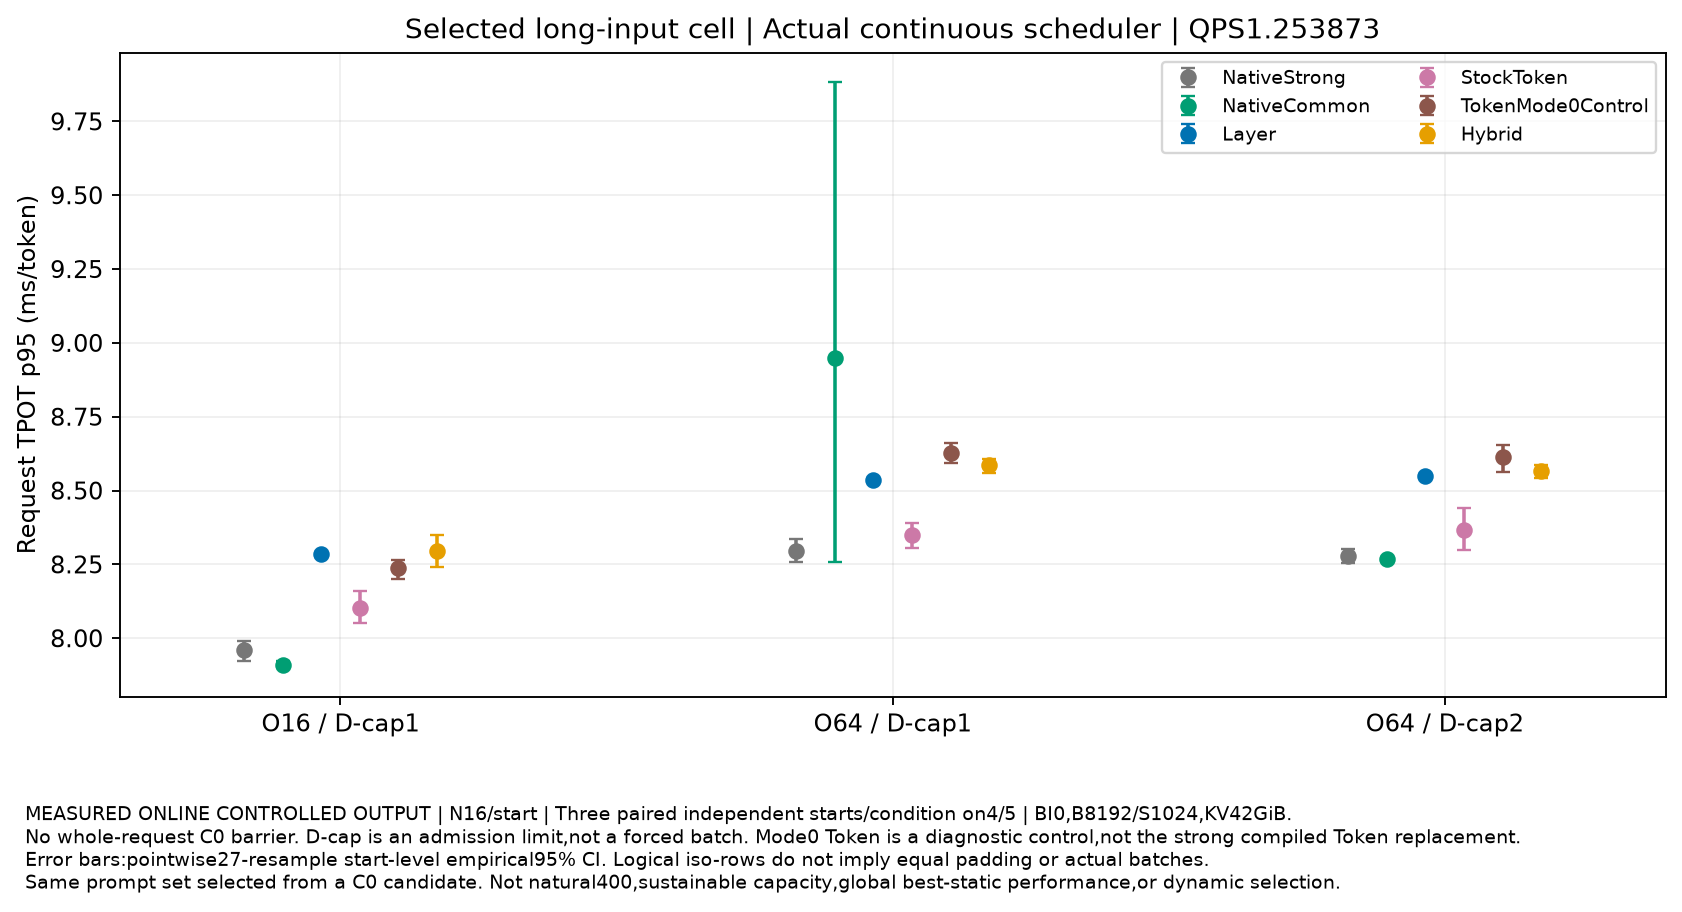 Selected long-input cell | Actual continuous scheduler | QPS1.253873
NativeStrong
NativeCommon
Layer
StockToken
TokenMode0Control
Hybrid
Request TPOT p95 (ms/token)
9.75
9.50
9.25
9.00
8.75
8.50
8.25
8.00
O16 / D-cap1
O64 / D-cap1
O64 / D-cap2
MEASURED ONLINE CONTROLLED OUTPUT | N16/start | Three paired independent starts/condition on4/5 | BI0,B8192/S1024,KV42GiB.
No whole-request C0 barrier. D-cap is an admission limit,not a forced batch. Mode0 Token is a diagnostic control,not the strong compiled Token replacement.
Error bars:pointwise27-resample start-level empirical95% CI. Logical iso-rows do not imply equal padding or actual batches.
Same prompt set selected from a C0 candidate. Not natural400,sustainable capacity,global best-static performance,or dynamic selection.